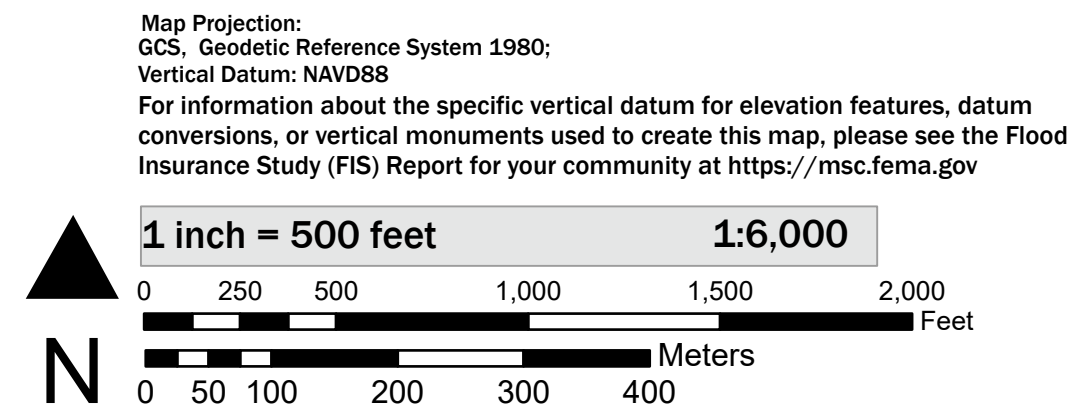 Map Projection:
GCS, Geodetic Reference System 1980;
Vertical Datum: NAVD88
For information about the specific vertical datum for elevation features, datum
conversions, or vertical monuments used to create this map, please see the Flood
Insurance Study (FIS) Report for your community at https://msc.fema.gov
1 inch = 500 feet 1:6,000
0 250 500 1,000 1,500 2,000
Feet
Meters
N
0 50 100 200 300 400